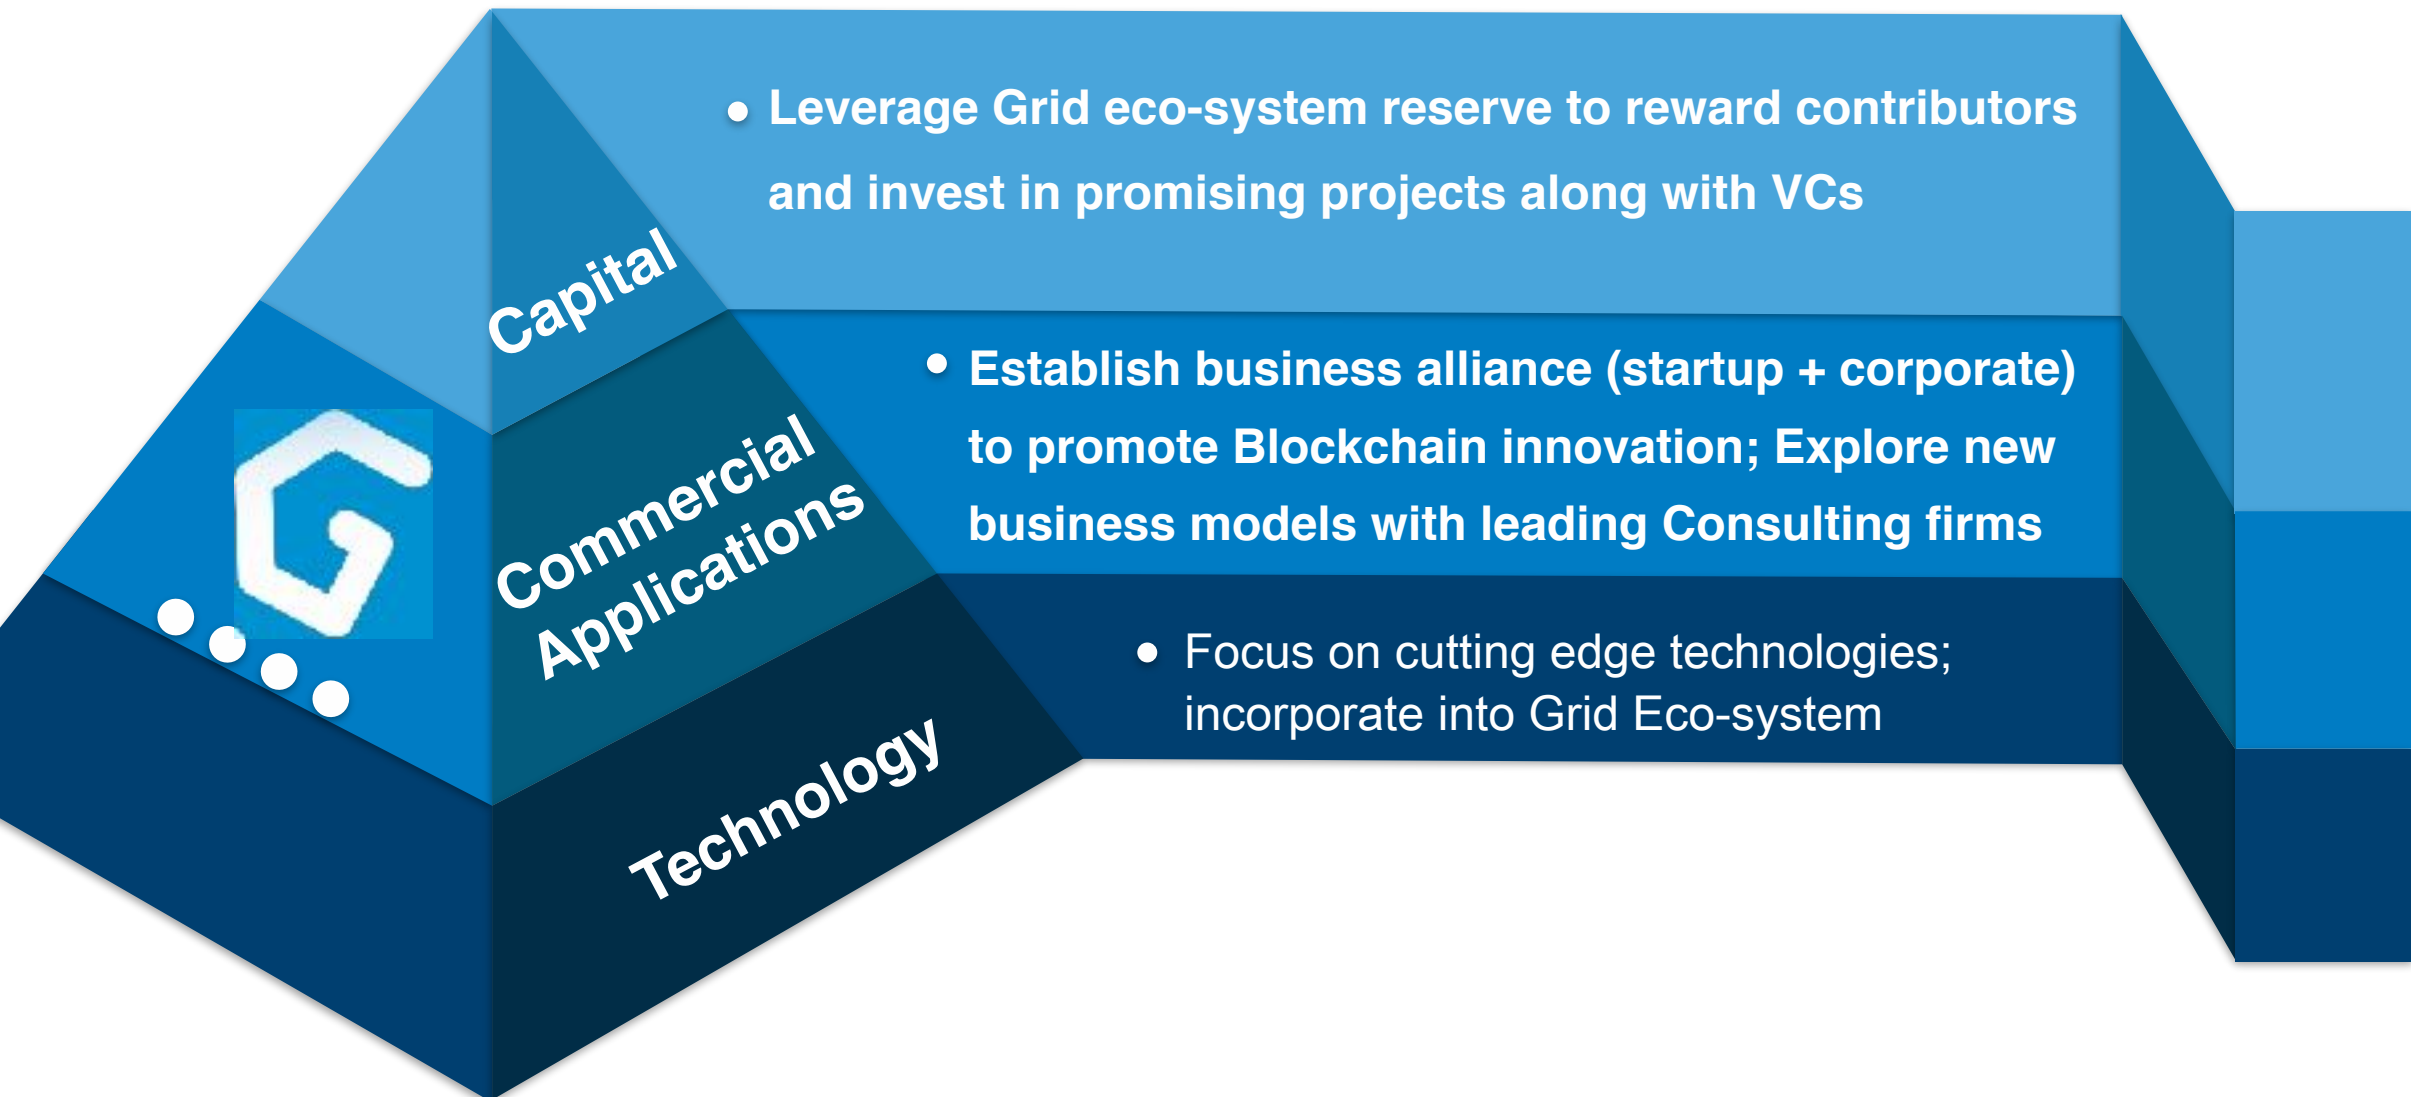 • Leverage Grid eco-system reserve to reward contributors
and invest in promising projects along with VCs
Capital
• Establish business alliance (startup + corporate)
to promote Blockchain innovation; Explore new
business models with leading Consulting firms
Commercial
Applications
• Focus on cutting edge technologies;
incorporate into Grid Eco-system
Technology